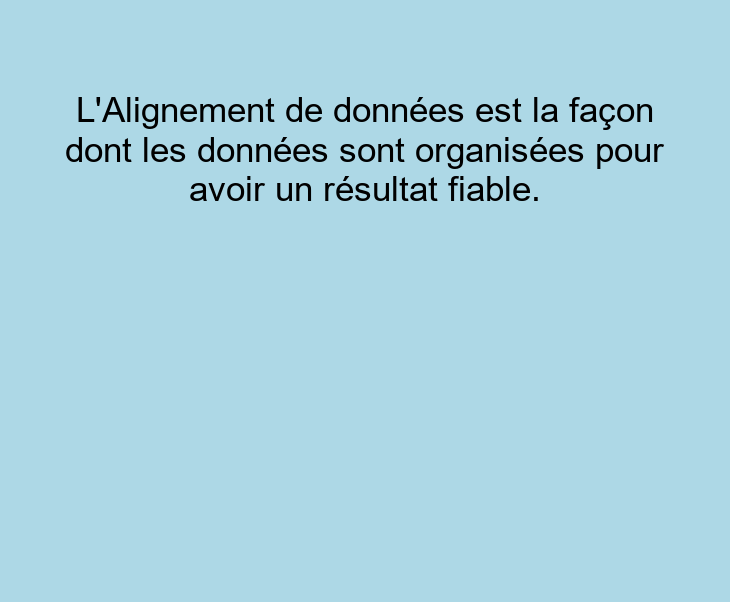 L'Alignement de données est la façon
dont les données sont organisées pour
avoir un résultat fiable.